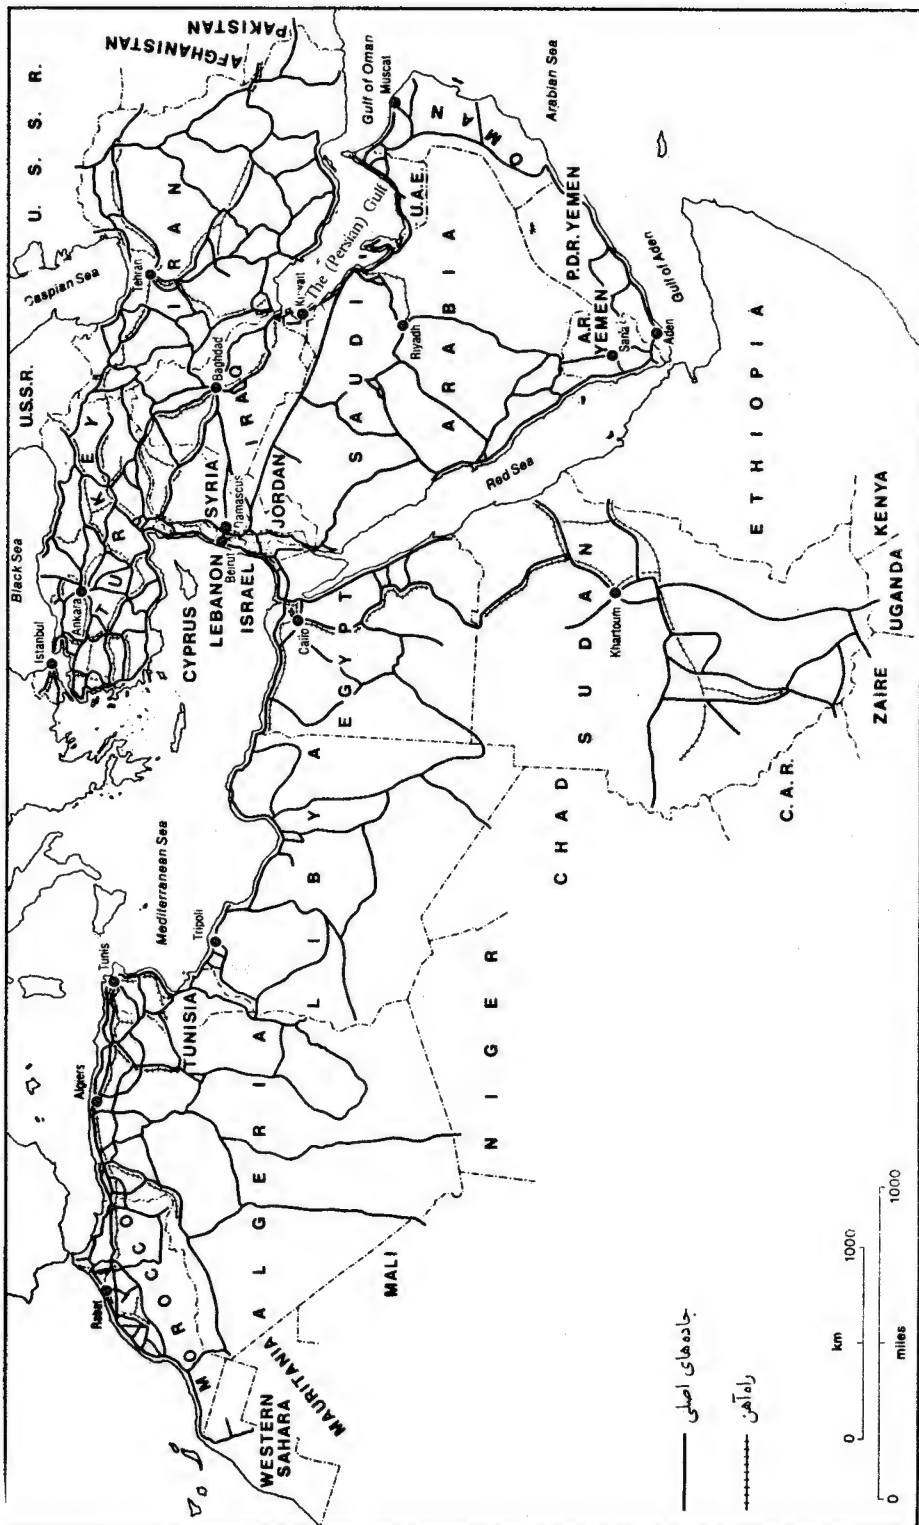 U. S. S. R.
AFGHANISTAN
PAKISTAN
U.S.S.R.
Caspian Sea
Black Sea
Istanbul
Ankara
T U R K E Y
Tehran
I R A N
CYPRUS
LEBANON
Beirut
SYRIA
Damascus
ISRAEL
JORDAN
Baghdad
I R A Q
Kuwait
The (Persian) Gulf
Gulf of Oman
Muscat
O M A N
U.A.E.
Arabian Sea
S A U D I
A R A B I A
Riyadh
P.D.R. YEMEN
A.R.
YEMEN
Sana
Aden
Gulf of Aden
Red Sea
Mediterranean Sea
Rabat
M O R O C C O
Algiers
A L G E R I A
Tunis
TUNISIA
Tripoli
L I B Y A
Cairo
E G Y P T
WESTERN
SAHARA
MAURITANIA
MALI
N I G E R
C H A D
S U D A N
Khartoum
E T H I O P I A
C. A. R.
ZAIRE
UGANDA
KENYA
جاده‌های اصلی
راه‌آهن
0 km 1000
0 miles 1000